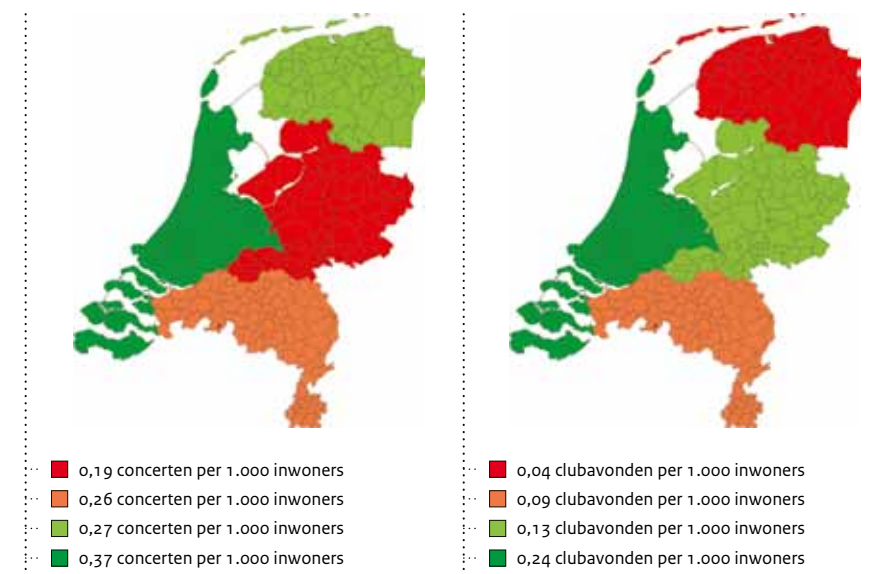 0,19 concerten per 1.000 inwoners
0,26 concerten per 1.000 inwoners
0,27 concerten per 1.000 inwoners
0,37 concerten per 1.000 inwoners
0,04 clubavonden per 1.000 inwoners
0,09 clubavonden per 1.000 inwoners
0,13 clubavonden per 1.000 inwoners
0,24 clubavonden per 1.000 inwoners